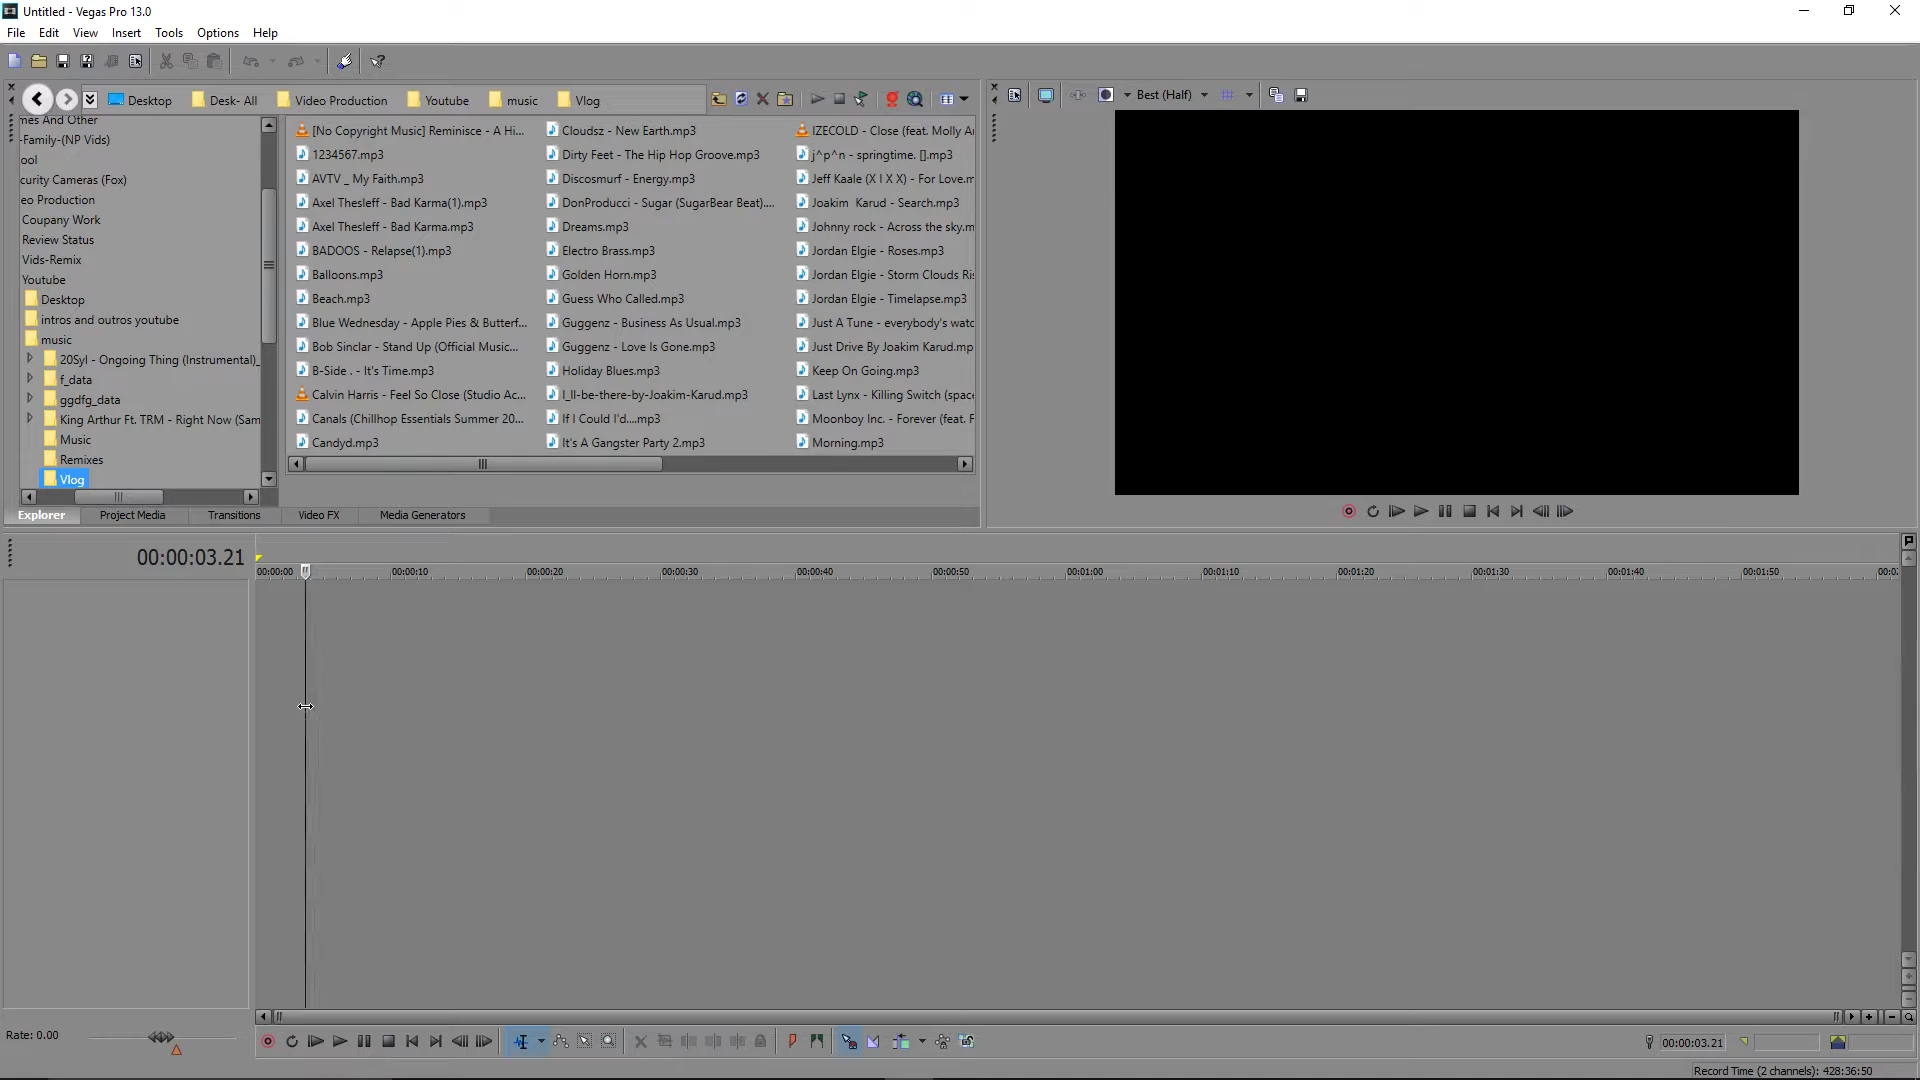 Untitled - Vegas Pro 13.0
File Edit View Insert Tools Options Help
Desktop Desk- All Video Production Youtube music Vlog
Best (Half)
mes And Other
-Family-(NP Vids)
ool
curity Cameras (Fox)
eo Production
Coupany Work
Review Status
Vids-Remix
Youtube
Desktop
intros and outros youtube
music
20Syl - Ongoing Thing (Instrumental)_
f_data
ggdfg_data
King Arthur Ft. TRM - Right Now (Sam
Music
Remixes
Vlog
[No Copyright Music] Reminisce - A Hi...
1234567.mp3
AVTV _ My Faith.mp3
Axel Thesleff - Bad Karma(1).mp3
Axel Thesleff - Bad Karma.mp3
BADOOS - Relapse(1).mp3
Balloons.mp3
Beach.mp3
Blue Wednesday - Apple Pies & Butterf...
Bob Sinclar - Stand Up (Official Music...
B-Side . - It's Time.mp3
Calvin Harris - Feel So Close (Studio Ac...
Canals (Chillhop Essentials Summer 20...
Candyd.mp3
Cloudsz - New Earth.mp3
Dirty Feet - The Hip Hop Groove.mp3
Discosmurf - Energy.mp3
DonProducci - Sugar (SugarBear Beat)....
Dreams.mp3
Electro Brass.mp3
Golden Horn.mp3
Guess Who Called.mp3
Guggenz - Business As Usual.mp3
Guggenz - Love Is Gone.mp3
Holiday Blues.mp3
I_ll-be-there-by-Joakim-Karud.mp3
If I Could I'd....mp3
It's A Gangster Party 2.mp3
IZECOLD - Close (feat. Molly A
j^p^n - springtime. [].mp3
Jeff Kaale (X I X X) - For Love.m
Joakim Karud - Search.mp3
Johnny rock - Across the sky.m
Jordan Elgie - Roses.mp3
Jordan Elgie - Storm Clouds Ris
Jordan Elgie - Timelapse.mp3
Just A Tune - everybody's watc
Just Drive By Joakim Karud.mp
Keep On Going.mp3
Last Lynx - Killing Switch (space
Moonboy Inc. - Forever (feat. F
Morning.mp3
Explorer Project Media Transitions Video FX Media Generators
00:00:03.21
00:00:00 00:00:10 00:00:20 00:00:30 00:00:40 00:00:50 00:01:00 00:01:10 00:01:20 00:01:30 00:01:40 00:01:50 00:0
Rate: 0.00
00:00:03.21
Record Time (2 channels): 428:36:50